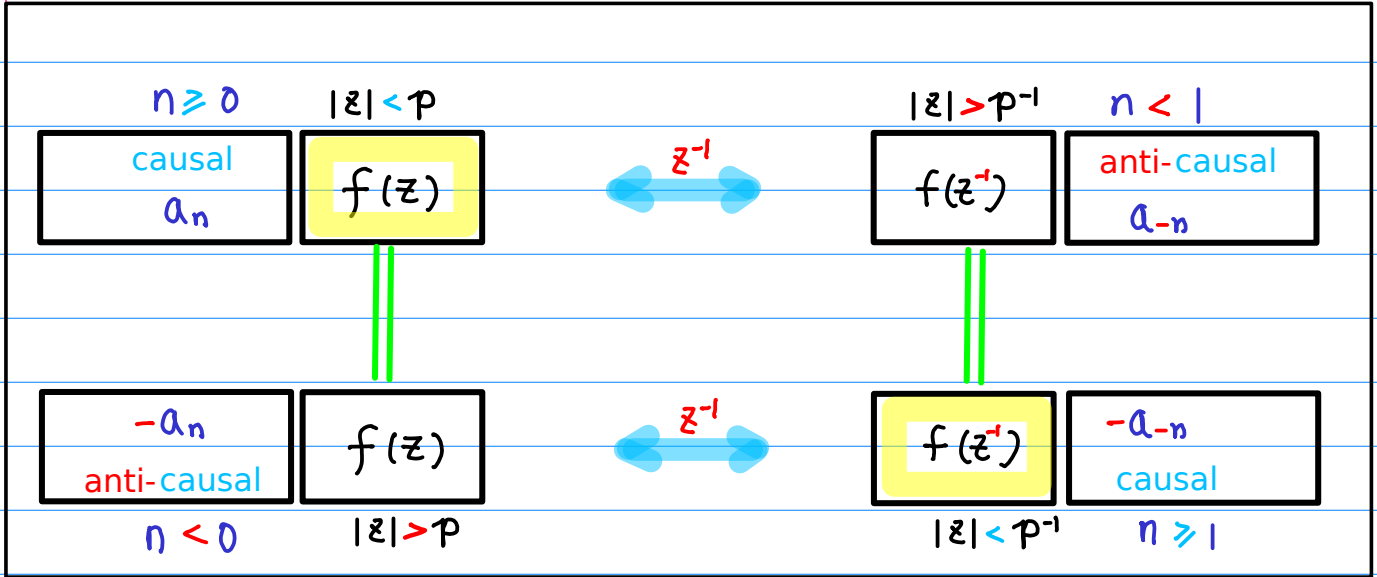 n ⩾ 0 |z| < p |z| > p⁻¹ n < 1
causal z⁻¹ anti-causal
aₙ f(z) f(z⁻¹) a₋ₙ
-aₙ f(z) z⁻¹ f(z⁻¹) -a₋ₙ
anti-causal causal
n < 0 |z| > p |z| < p⁻¹ n ⩾ 1